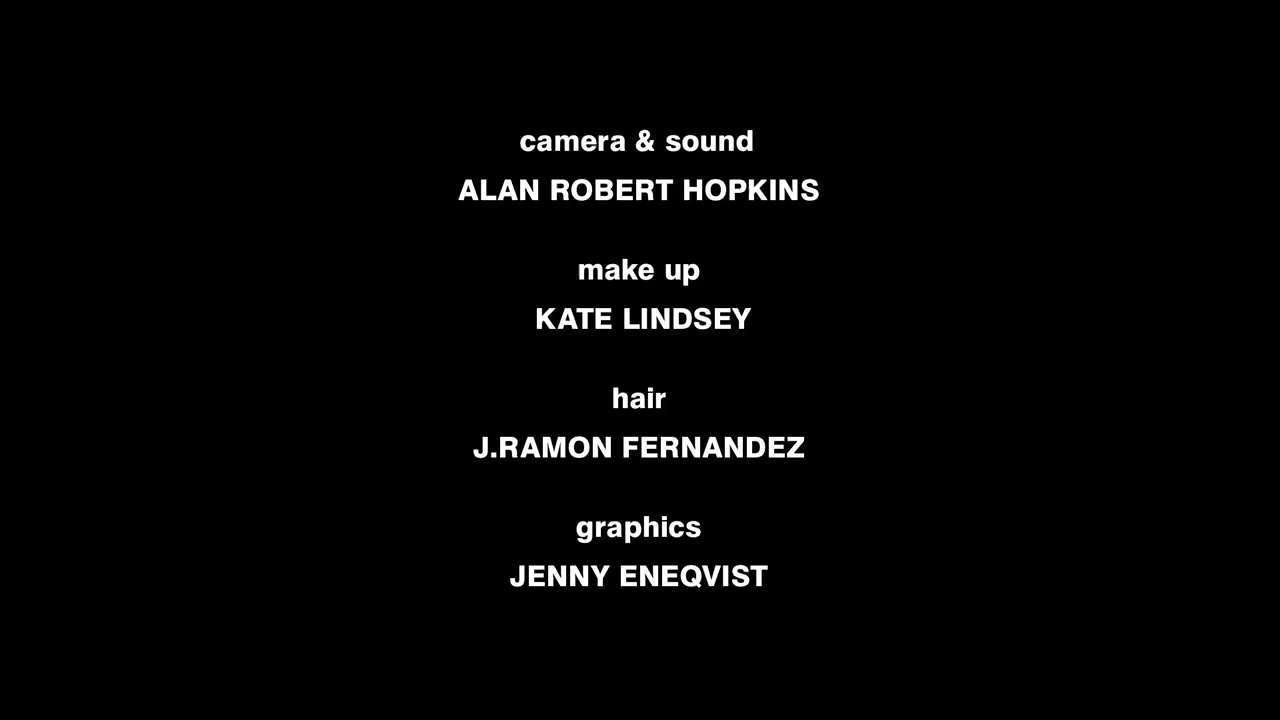 camera & sound
ALAN ROBERT HOPKINS
make up
KATE LINDSEY
hair
J.RAMON FERNANDEZ
graphics
JENNY ENEQVIST